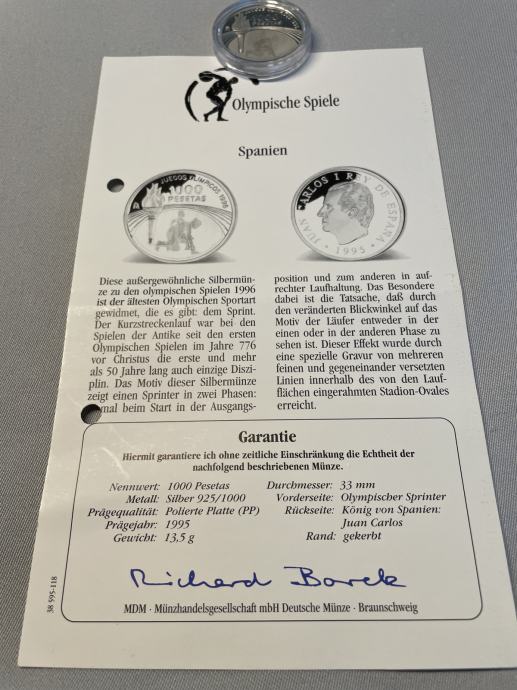 Olympische Spiele
Spanien
JUEGOS OLIMPICOS 1996
1000
PESETAS
JUAN CARLOS I REY DE ESPAÑA
• 1995 •
Diese außergewöhnliche Silbermün-
ze zu den olympischen Spielen 1996
ist der ältesten Olympischen Sportart
gewidmet, die es gibt: dem Sprint.
Der Kurzstreckenlauf war bei den
Spielen der Antike seit den ersten
Olympischen Spielen im Jahre 776
vor Christus die erste und mehr
als 50 Jahre lang auch einzige Diszi-
plin. Das Motiv dieser Silbermünze
zeigt einen Sprinter in zwei Phasen:
mal beim Start in der Ausgangs-
position und zum anderen in auf-
rechter Laufhaltung. Das Besondere
dabei ist die Tatsache, daß durch
den veränderten Blickwinkel auf das
Motiv der Läufer entweder in der
einen oder in der anderen Phase zu
sehen ist. Dieser Effekt wurde durch
eine spezielle Gravur von mehreren
feinen und gegeneinander versetzten
Linien innerhalb des von den Lauf-
flächen eingerahmten Stadion-Ovales
erreicht.
Garantie
Hiermit garantiere ich ohne zeitliche Einschränkung die Echtheit der
nachfolgend beschriebenen Münze.
Nennwert: 1000 Pesetas
Metall: Silber 925/1000
Prägequalität: Polierte Platte (PP)
Prägejahr: 1995
Gewicht: 13,5 g
Durchmesser: 33 mm
Vorderseite: Olympischer Sprinter
Rückseite: König von Spanien:
Juan Carlos
Rand: gekerbt
Richard Borek
MDM · Münzhandelsgesellschaft mbH Deutsche Münze · Braunschweig
38 595-118